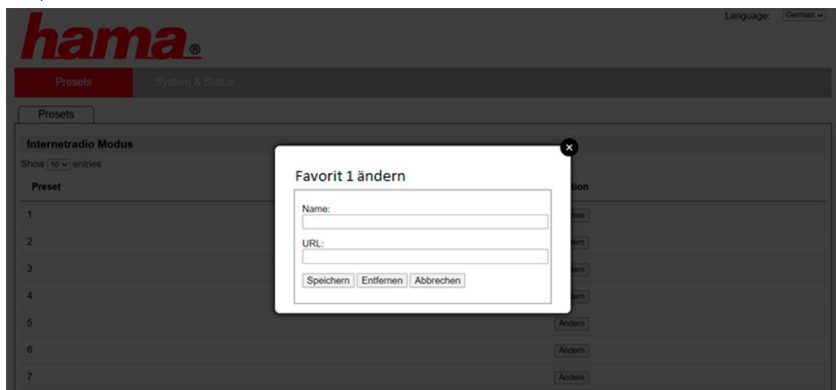 Language: German
hama®
Presets System & Status
Presets
Internetradio Modus
Show 10 entries
Preset
1
2
3
4
5 Ändern
6 Ändern
7 Ändern
Favorit 1 ändern
Name:
URL:
Speichern Entfernen Abbrechen